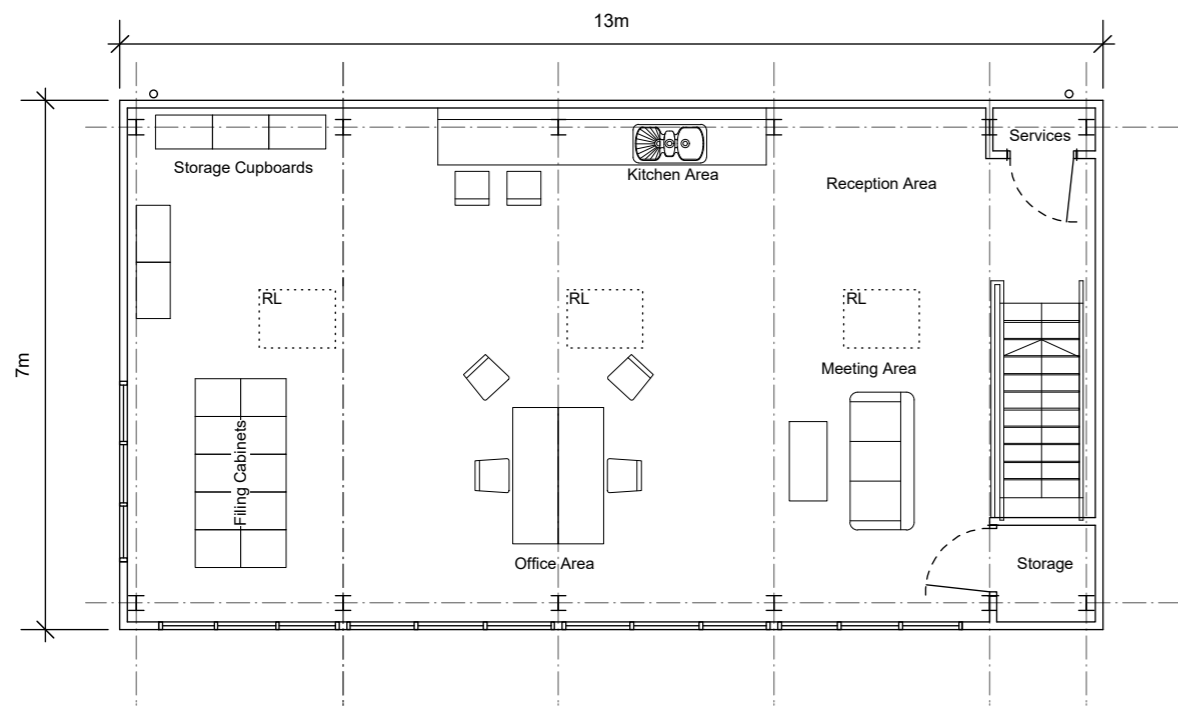 13m
Services
Storage Cupboards
Kitchen Area
Reception Area
RL
RL
RL
7m
Meeting Area
Filing Cabinets
Office Area
Storage